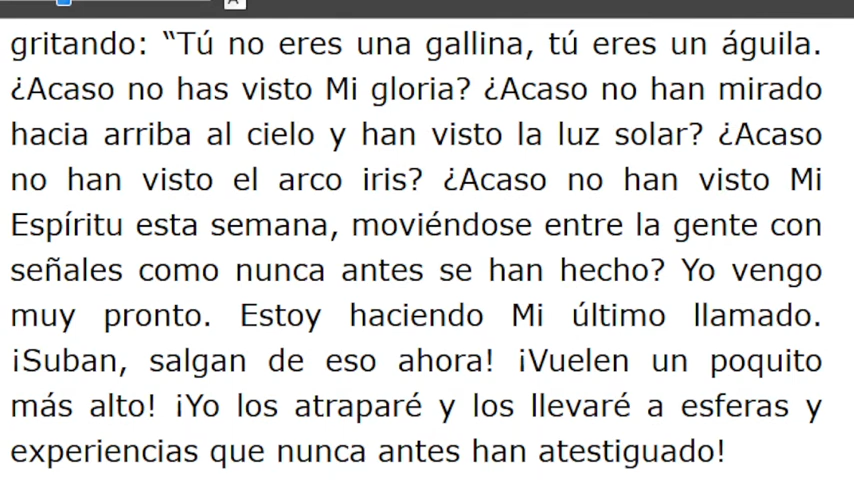 gritando: “Tú no eres una gallina, tú eres un águila.
¿Acaso no has visto Mi gloria? ¿Acaso no han mirado
hacia arriba al cielo y han visto la luz solar? ¿Acaso
no han visto el arco iris? ¿Acaso no han visto Mi
Espíritu esta semana, moviéndose entre la gente con
señales como nunca antes se han hecho? Yo vengo
muy pronto. Estoy haciendo Mi último llamado.
¡Suban, salgan de eso ahora! ¡Vuelen un poquito
más alto! ¡Yo los atraparé y los llevaré a esferas y
experiencias que nunca antes han atestiguado!